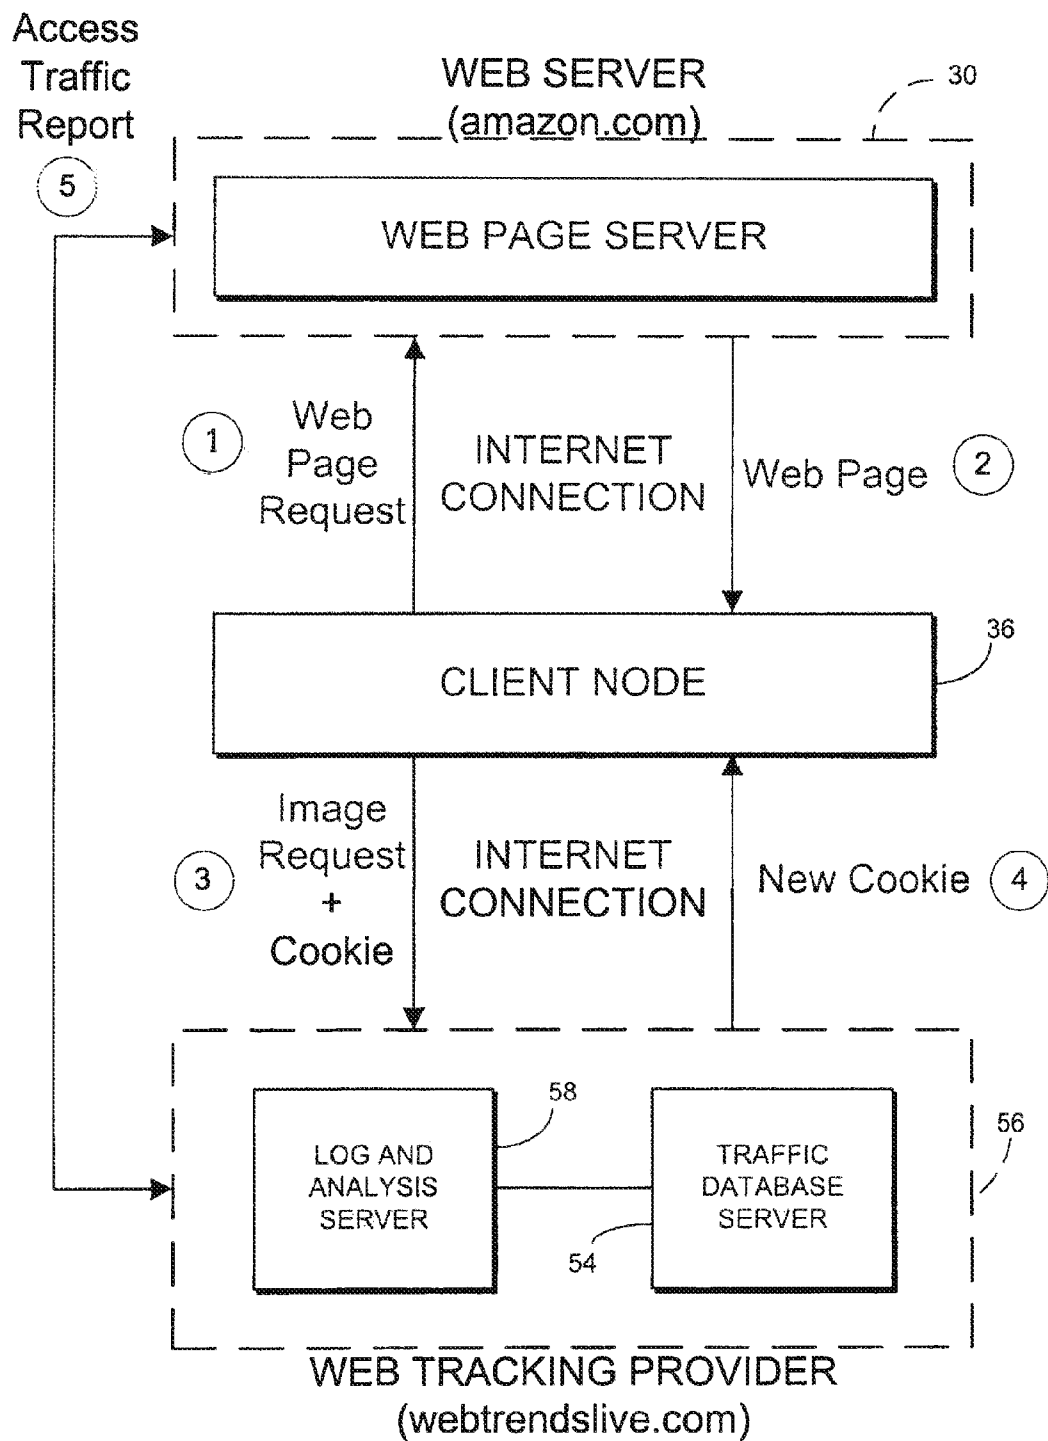 Access
Traffic
Report
5
WEB SERVER
(amazon.com)
30
WEB PAGE SERVER
1
Web
Page
Request
INTERNET
CONNECTION
Web Page
2
36
CLIENT NODE
3
Image
Request
+
Cookie
INTERNET
CONNECTION
New Cookie
4
58
LOG AND
ANALYSIS
SERVER
TRAFFIC
DATABASE
SERVER
54
56
WEB TRACKING PROVIDER
(webtrendslive.com)